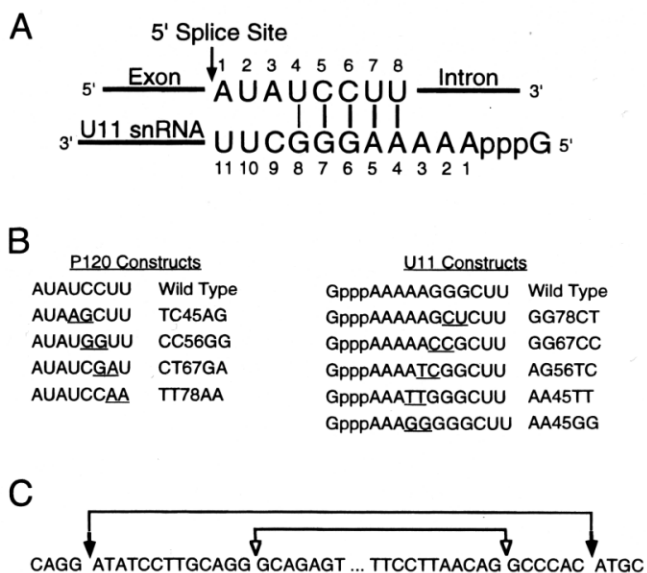 A
5' Splice Site
1 2 3 4 5 6 7 8
5' Exon AUAUCCUU Intron 3'
3' U11 snRNA UUCGGGAAAAApppG 5'
11 10 9 8 7 6 5 4 3 2 1
B
P120 Constructs
AUAUCCUU Wild Type
AUAAGCUU TC45AG
AUAUGGUU CC56GG
AUAUCGAU CT67GA
AUAUCCAA TT78AA
U11 Constructs
GpppAAAAAGGGCUU Wild Type
GpppAAAAAGCUCUU GG78CT
GpppAAAAACCGCUU GG67CC
GpppAAAATCGGCUU AG56TC
GpppAAATTGGGCUU AA45TT
GpppAAAGGGGGCUU AA45GG
C
CAGG ATATCCTTGCAGG GCAGAGT ... TTCCTTAACAG GCCCAC ATGC